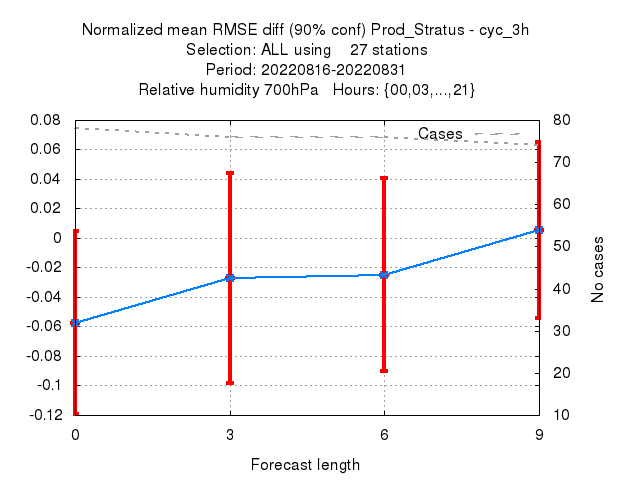 Normalized mean RMSE diff (90% conf) Prod_Stratus - cyc_3h
Selection: ALL using    27 stations
Period: 20220816-20220831
Relative humidity 700hPa   Hours: {00,03,...,21}
Cases
0.08
0.06
0.04
0.02
0
-0.02
-0.04
-0.06
-0.08
-0.1
-0.12
80
70
60
50
40
30
20
10
No cases
0 3 6 9
Forecast length